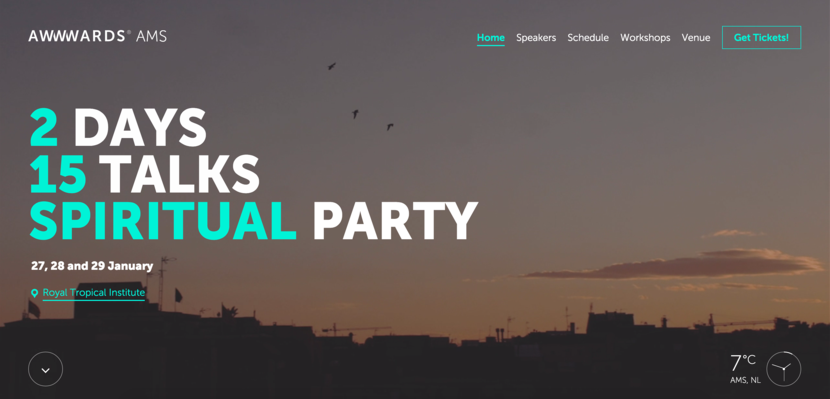 AWWWARDS® AMS
Home Speakers Schedule Workshops Venue Get Tickets!
2 DAYS
15 TALKS
SPIRITUAL PARTY
27, 28 and 29 January
Royal Tropical Institute
7°C
AMS, NL